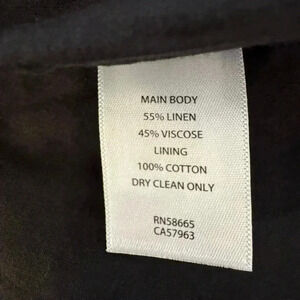 MAIN BODY
55% LINEN
45% VISCOSE
LINING
100% COTTON
DRY CLEAN ONLY
RN58665
CA57963